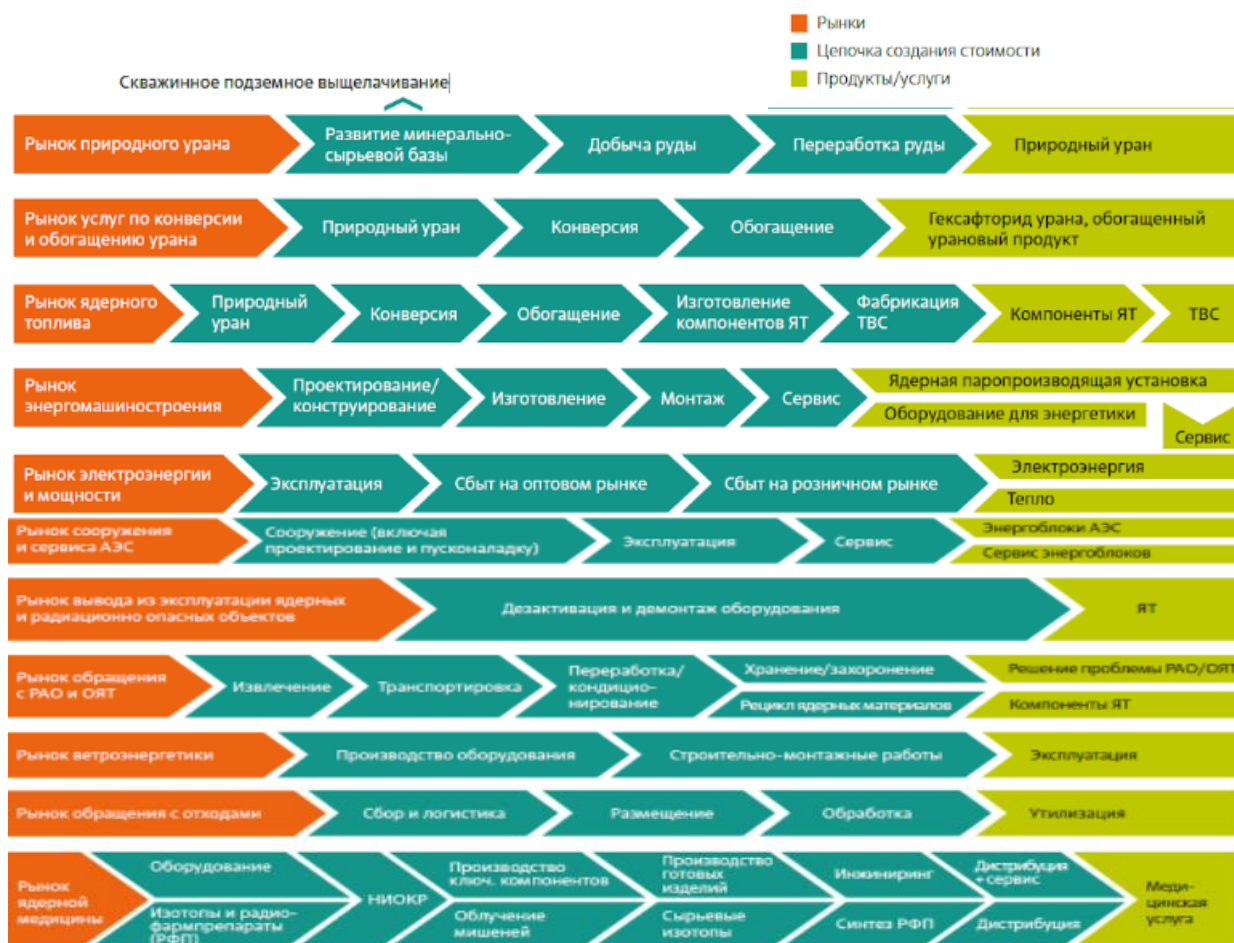 Рынки
Цепочка создания стоимости
Продукты/услуги
Скважинное подземное выщелачивание
Рынок природного урана
Развитие минерально-
сырьевой базы
Добыча руды
Переработка руды
Природный уран
Рынок услуг по конверсии
и обогащению урана
Природный уран
Конверсия
Обогащение
Гексафторид урана, обогащенный
урановый продукт
Рынок ядерного
топлива
Природный
уран
Конверсия
Обогащение
Изготовление
компонентов ЯТ
Фабрикация
ТВС
Компоненты ЯТ
ТВС
Рынок
энергомашиностроения
Проектирование/
конструирование
Изготовление
Монтаж
Сервис
Ядерная паропроизводящая установка
Оборудование для энергетики
Сервис
Рынок электроэнергии
и мощности
Эксплуатация
Сбыт на оптовом рынке
Сбыт на розничном рынке
Электроэнергия
Тепло
Рынок сооружения
и сервиса АЭС
Сооружение (включая
проектирование и пусконаладку)
Эксплуатация
Сервис
Энергоблоки АЭС
Сервис энергоблоков
Рынок вывода из эксплуатации ядерных
и радиационно опасных объектов
Дезактивация и демонтаж оборудования
ЯТ
Рынок обращения
с РАО и ОЯТ
Извлечение
Транспортировка
Переработка/
кондицио-
нирование
Хранение/захоронение
Рецикл ядерных материалов
Решение проблемы РАО/ОЯТ
Компоненты ЯТ
Рынок ветроэнергетики
Производство оборудования
Строительно-монтажные работы
Эксплуатация
Рынок обращения с отходами
Сбор и логистика
Размещение
Обработка
Утилизация
Рынок
ядерной
медицины
Оборудование
Изотопы и радио-
фармпрепараты
(РФП)
НИОКР
Производство
ключ. компонентов
Облучение
мишеней
Производство
готовых
изделий
Сырьевые
изотопы
Инжиниринг
Синтез РФП
Дистрибуция
+ сервис
Дистрибуция
Меди-
цинская
услуга